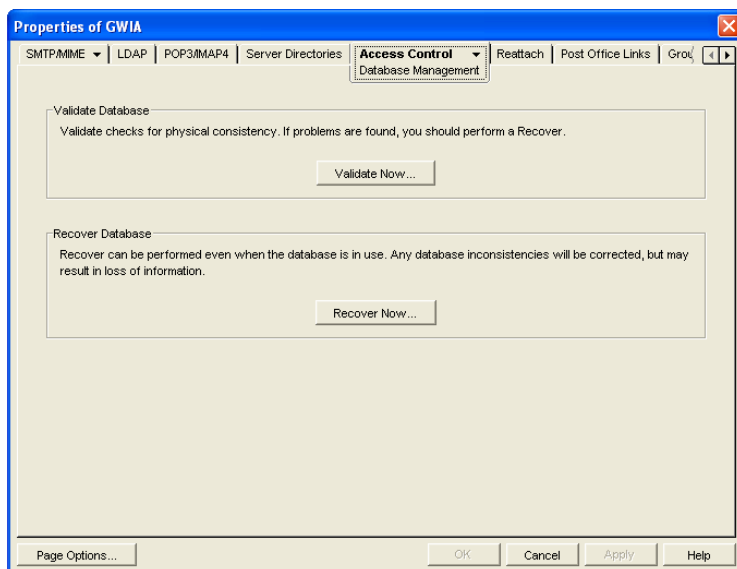 Properties of GWIA
SMTP/MIME LDAP POP3/IMAP4 Server Directories Access Control Reattach Post Office Links Grou
Database Management
Validate Database
Validate checks for physical consistency. If problems are found, you should perform a Recover.
Validate Now...
Recover Database
Recover can be performed even when the database is in use. Any database inconsistencies will be corrected, but may
result in loss of information.
Recover Now...
Page Options... OK Cancel Apply Help